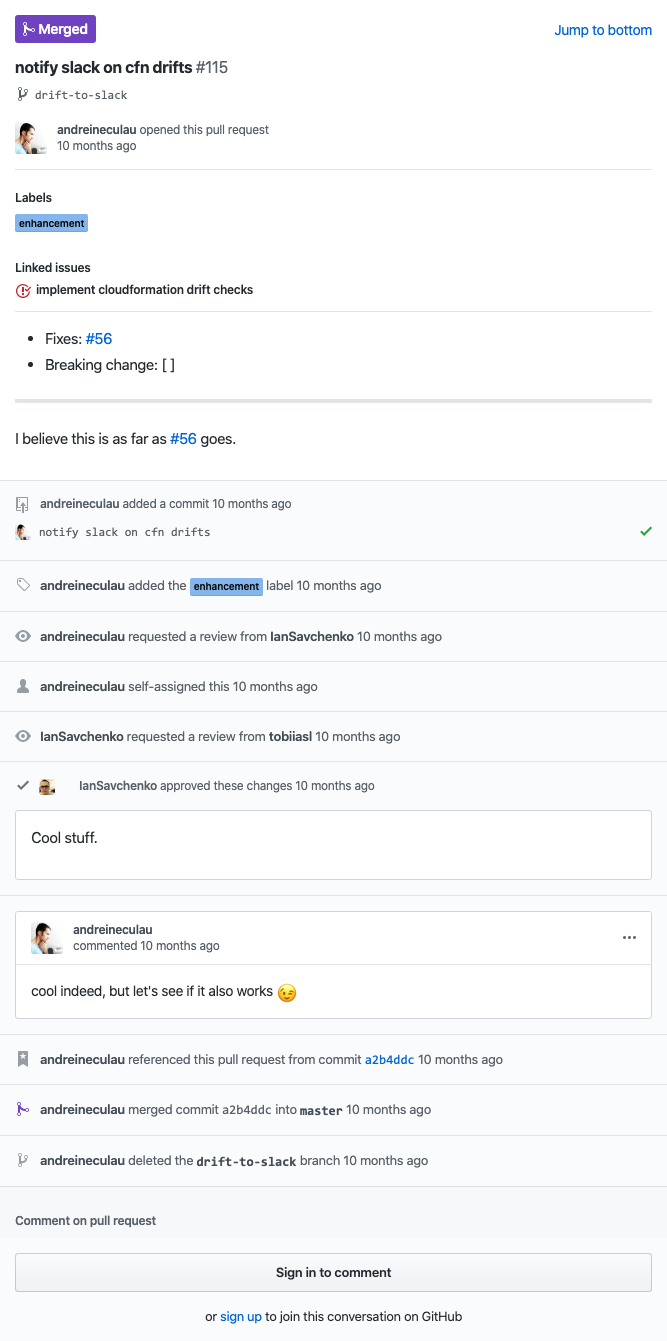 Merged
Jump to bottom
notify slack on cfn drifts #115
drift-to-slack
andreineculau opened this pull request
10 months ago
Labels
enhancement
Linked issues
implement cloudformation drift checks
• Fixes: #56
• Breaking change: [ ]
I believe this is as far as #56 goes.
andreineculau added a commit 10 months ago
notify slack on cfn drifts
andreineculau added the enhancement label 10 months ago
andreineculau requested a review from IanSavchenko 10 months ago
andreineculau self-assigned this 10 months ago
IanSavchenko requested a review from tobiiasl 10 months ago
IanSavchenko approved these changes 10 months ago
Cool stuff.
andreineculau
commented 10 months ago
cool indeed, but let's see if it also works 😉
andreineculau referenced this pull request from commit a2b4ddc 10 months ago
andreineculau merged commit a2b4ddc into master 10 months ago
andreineculau deleted the drift-to-slack branch 10 months ago
Comment on pull request
Sign in to comment
or sign up to join this conversation on GitHub